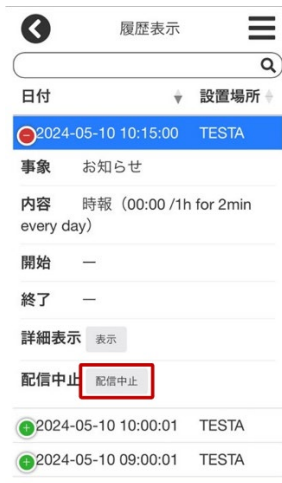 履歴表示
日付 設置場所
2024-05-10 10:15:00 TESTA
事象 お知らせ
内容 時報（00:00 /1h for 2min
every day）
開始 ー
終了 ー
詳細表示 表示
配信中止 配信中止
2024-05-10 10:00:01 TESTA
2024-05-10 09:00:01 TESTA